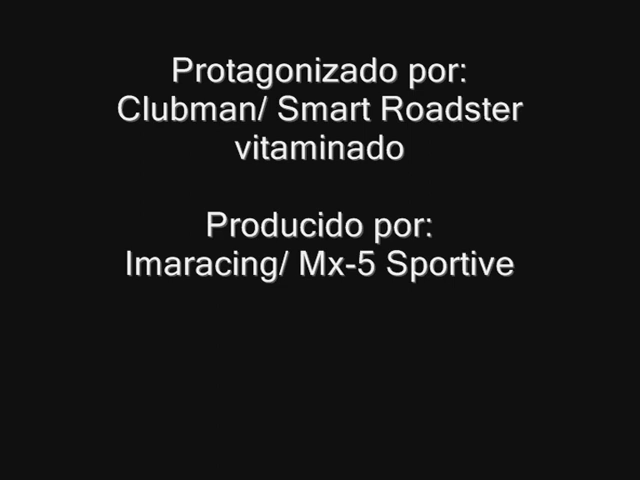 Protagonizado por:
Clubman/ Smart Roadster
vitaminado
Producido por:
Imaracing/ Mx-5 Sportive